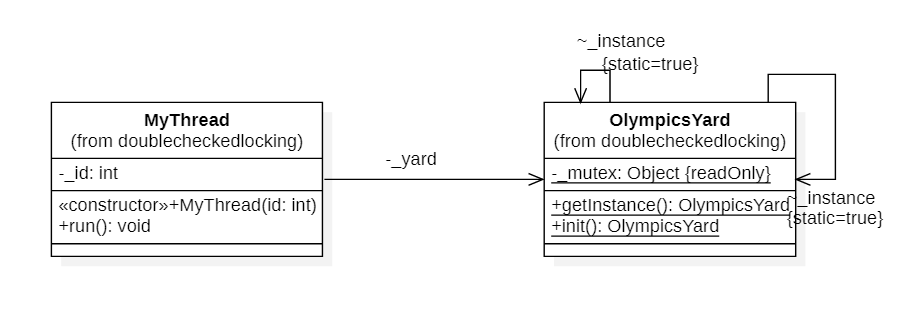 ~_instance
{static=true}
MyThread
(from doublecheckedlocking)
-_id: int
«constructor»+MyThread(id: int)
+run(): void
-_yard
OlympicsYard
(from doublecheckedlocking)
-_mutex: Object {readOnly}
+getInstance(): OlympicsYard
+init(): OlympicsYard
~_instance
{static=true}